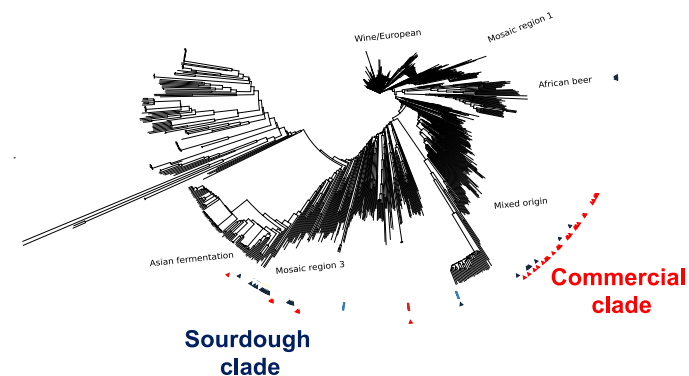 Wine/European
Mosaic region 1
African beer
Mixed origin
Asian fermentation
Mosaic region 3
Commercial
clade
Sourdough
clade